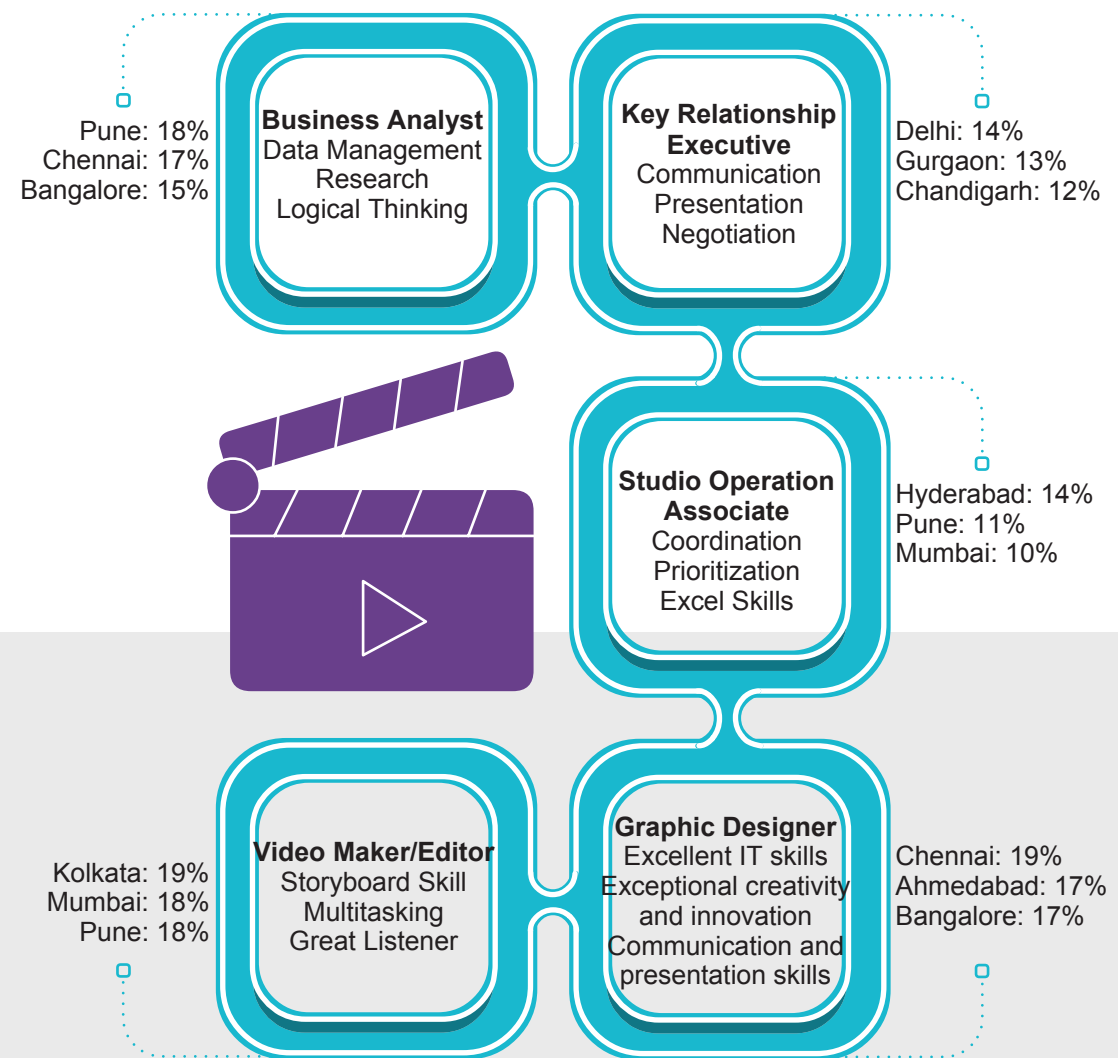 Pune: 18%
Chennai: 17%
Bangalore: 15%
Business Analyst
Data Management
Research
Logical Thinking
Key Relationship
Executive
Communication
Presentation
Negotiation
Delhi: 14%
Gurgaon: 13%
Chandigarh: 12%
Studio Operation
Associate
Coordination
Prioritization
Excel Skills
Hyderabad: 14%
Pune: 11%
Mumbai: 10%
Kolkata: 19%
Mumbai: 18%
Pune: 18%
Video Maker/Editor
Storyboard Skill
Multitasking
Great Listener
Graphic Designer
Excellent IT skills
Exceptional creativity
and innovation
Communication and
presentation skills
Chennai: 19%
Ahmedabad: 17%
Bangalore: 17%